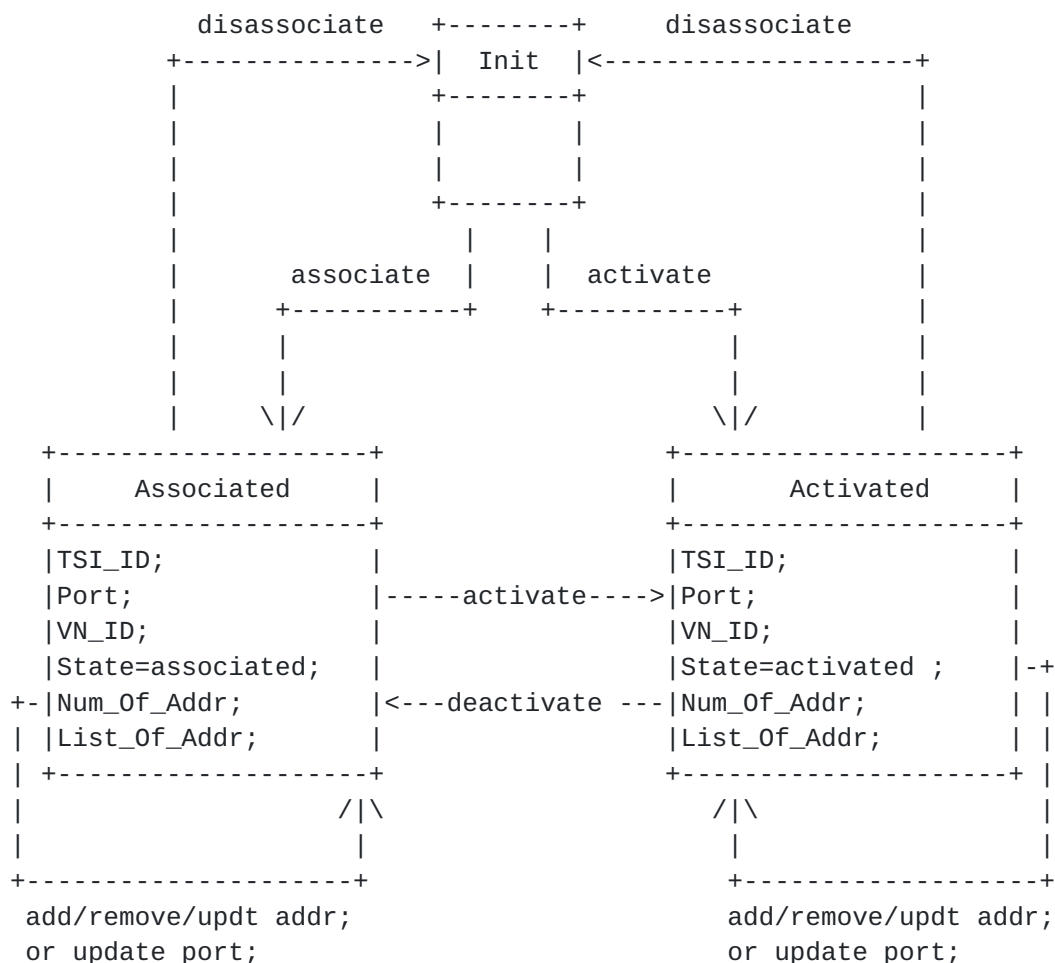 disassociate disassociate
Init
associate activate
Associated Activated
TSI_ID; TSI_ID;
Port; activate Port;
VN_ID; VN_ID;
State=associated; State=activated ;
Num_Of_Addr; deactivate Num_Of_Addr;
List_Of_Addr; List_Of_Addr;
add/remove/updt addr; add/remove/updt addr;
or update port; or update port;